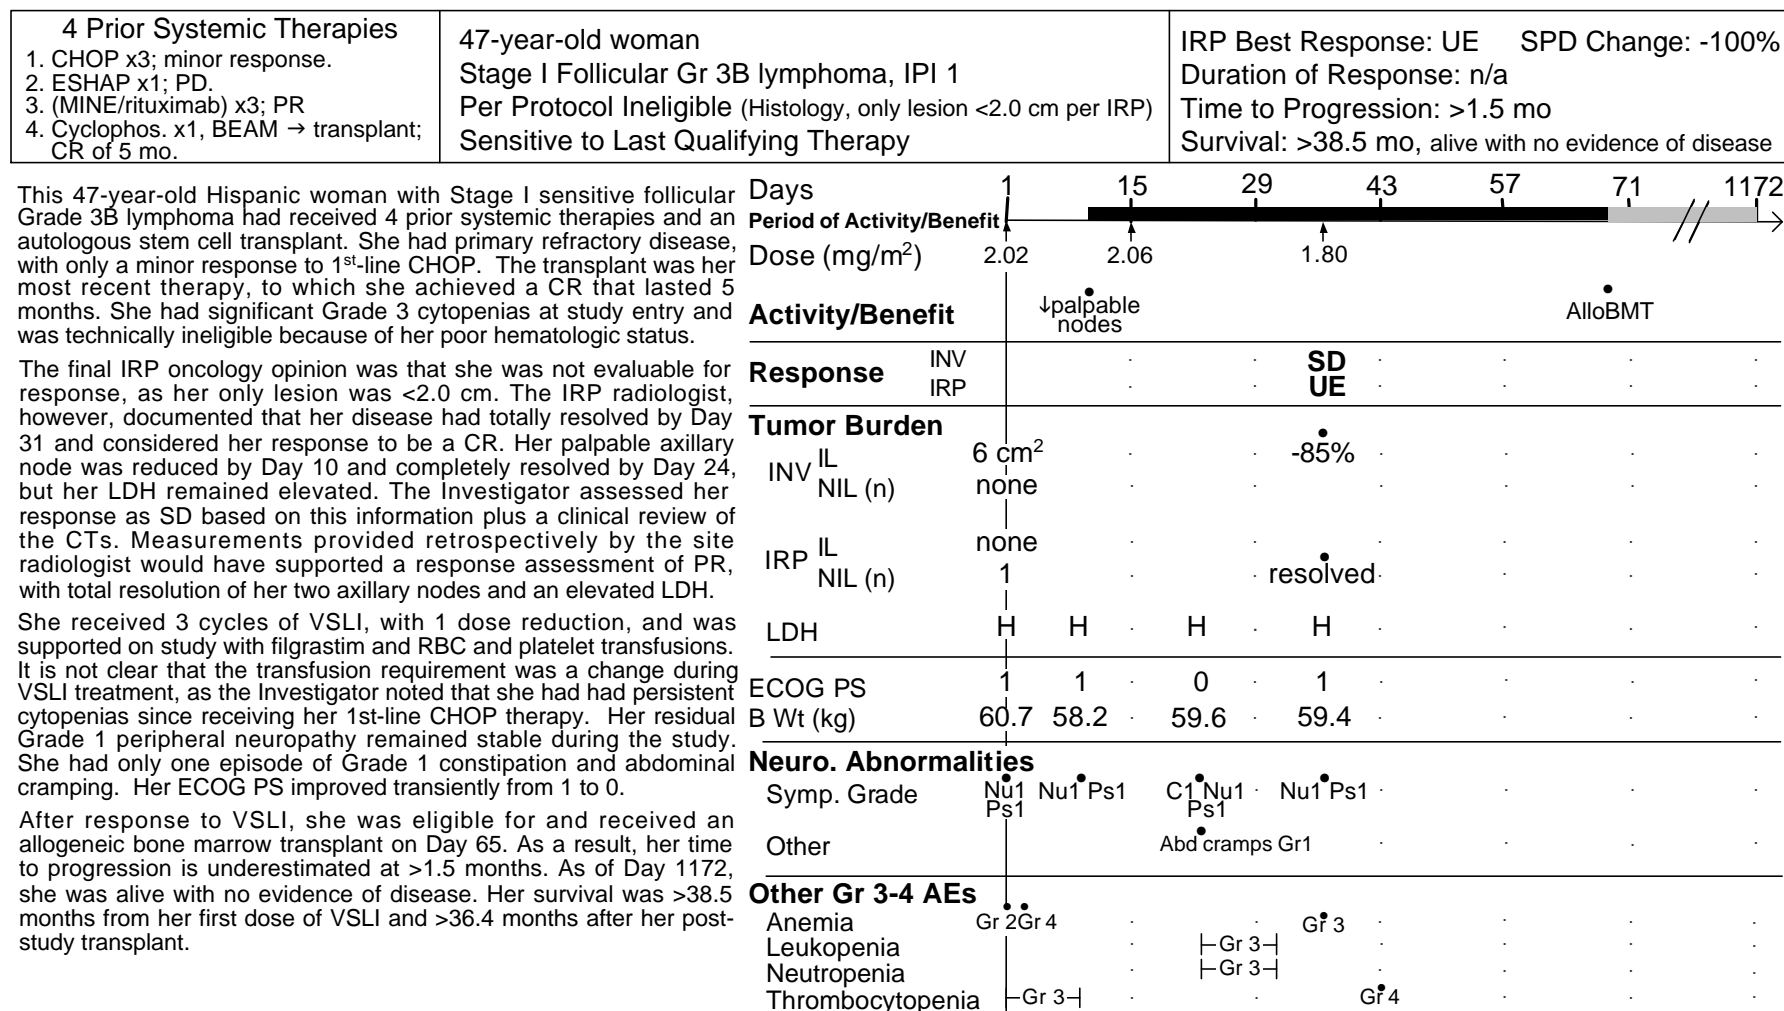 4 Prior Systemic Therapies
1. CHOP x3; minor response.
2. ESHAP x1; PD.
3. (MINE/rituximab) x3; PR
4. Cyclophos. x1, BEAM → transplant;
CR of 5 mo.
47-year-old woman
Stage I Follicular Gr 3B lymphoma, IPI 1
Per Protocol Ineligible (Histology, only lesion <2.0 cm per IRP)
Sensitive to Last Qualifying Therapy
IRP Best Response: UE SPD Change: -100%
Duration of Response: n/a
Time to Progression: >1.5 mo
Survival: >38.5 mo, alive with no evidence of disease
This 47-year-old Hispanic woman with Stage I sensitive follicular
Grade 3B lymphoma had received 4 prior systemic therapies and an
autologous stem cell transplant. She had primary refractory disease,
with only a minor response to 1st-line CHOP. The transplant was her
most recent therapy, to which she achieved a CR that lasted 5
months. She had significant Grade 3 cytopenias at study entry and
was technically ineligible because of her poor hematologic status.
The final IRP oncology opinion was that she was not evaluable for
response, as her only lesion was <2.0 cm. The IRP radiologist,
however, documented that her disease had totally resolved by Day
31 and considered her response to be a CR. Her palpable axillary
node was reduced by Day 10 and completely resolved by Day 24,
but her LDH remained elevated. The Investigator assessed her
response as SD based on this information plus a clinical review of
the CTs. Measurements provided retrospectively by the site
radiologist would have supported a response assessment of PR,
with total resolution of her two axillary nodes and an elevated LDH.
She received 3 cycles of VSLI, with 1 dose reduction, and was
supported on study with filgrastim and RBC and platelet transfusions.
It is not clear that the transfusion requirement was a change during
VSLI treatment, as the Investigator noted that she had had persistent
cytopenias since receiving her 1st-line CHOP therapy. Her residual
Grade 1 peripheral neuropathy remained stable during the study.
She had only one episode of Grade 1 constipation and abdominal
cramping. Her ECOG PS improved transiently from 1 to 0.
After response to VSLI, she was eligible for and received an
allogeneic bone marrow transplant on Day 65. As a result, her time
to progression is underestimated at >1.5 months. As of Day 1172,
she was alive with no evidence of disease. Her survival was >38.5
months from her first dose of VSLI and >36.4 months after her post-
study transplant.
Days 1 15 29 43 57 71 1172
Period of Activity/Benefit
Dose (mg/m2) 2.02 2.06 1.80
Activity/Benefit ↓palpable AlloBMT
nodes
Response INV SD
IRP UE
Tumor Burden
INV IL 6 cm2 -85%
NIL (n) none
IRP IL none
NIL (n) 1 resolved
LDH H H H H
ECOG PS 1 1 0 1
B Wt (kg) 60.7 58.2 59.6 59.4
Neuro. Abnormalities
Symp. Grade Nu1 Nu1 Ps1 C1 Nu1 Nu1 Ps1
Ps1 Ps1
Other Abd cramps Gr1
Other Gr 3-4 AEs
Anemia Gr 2 Gr 4 Gr 3
Leukopenia Gr 3
Neutropenia Gr 3
Thrombocytopenia Gr 3 Gr 4